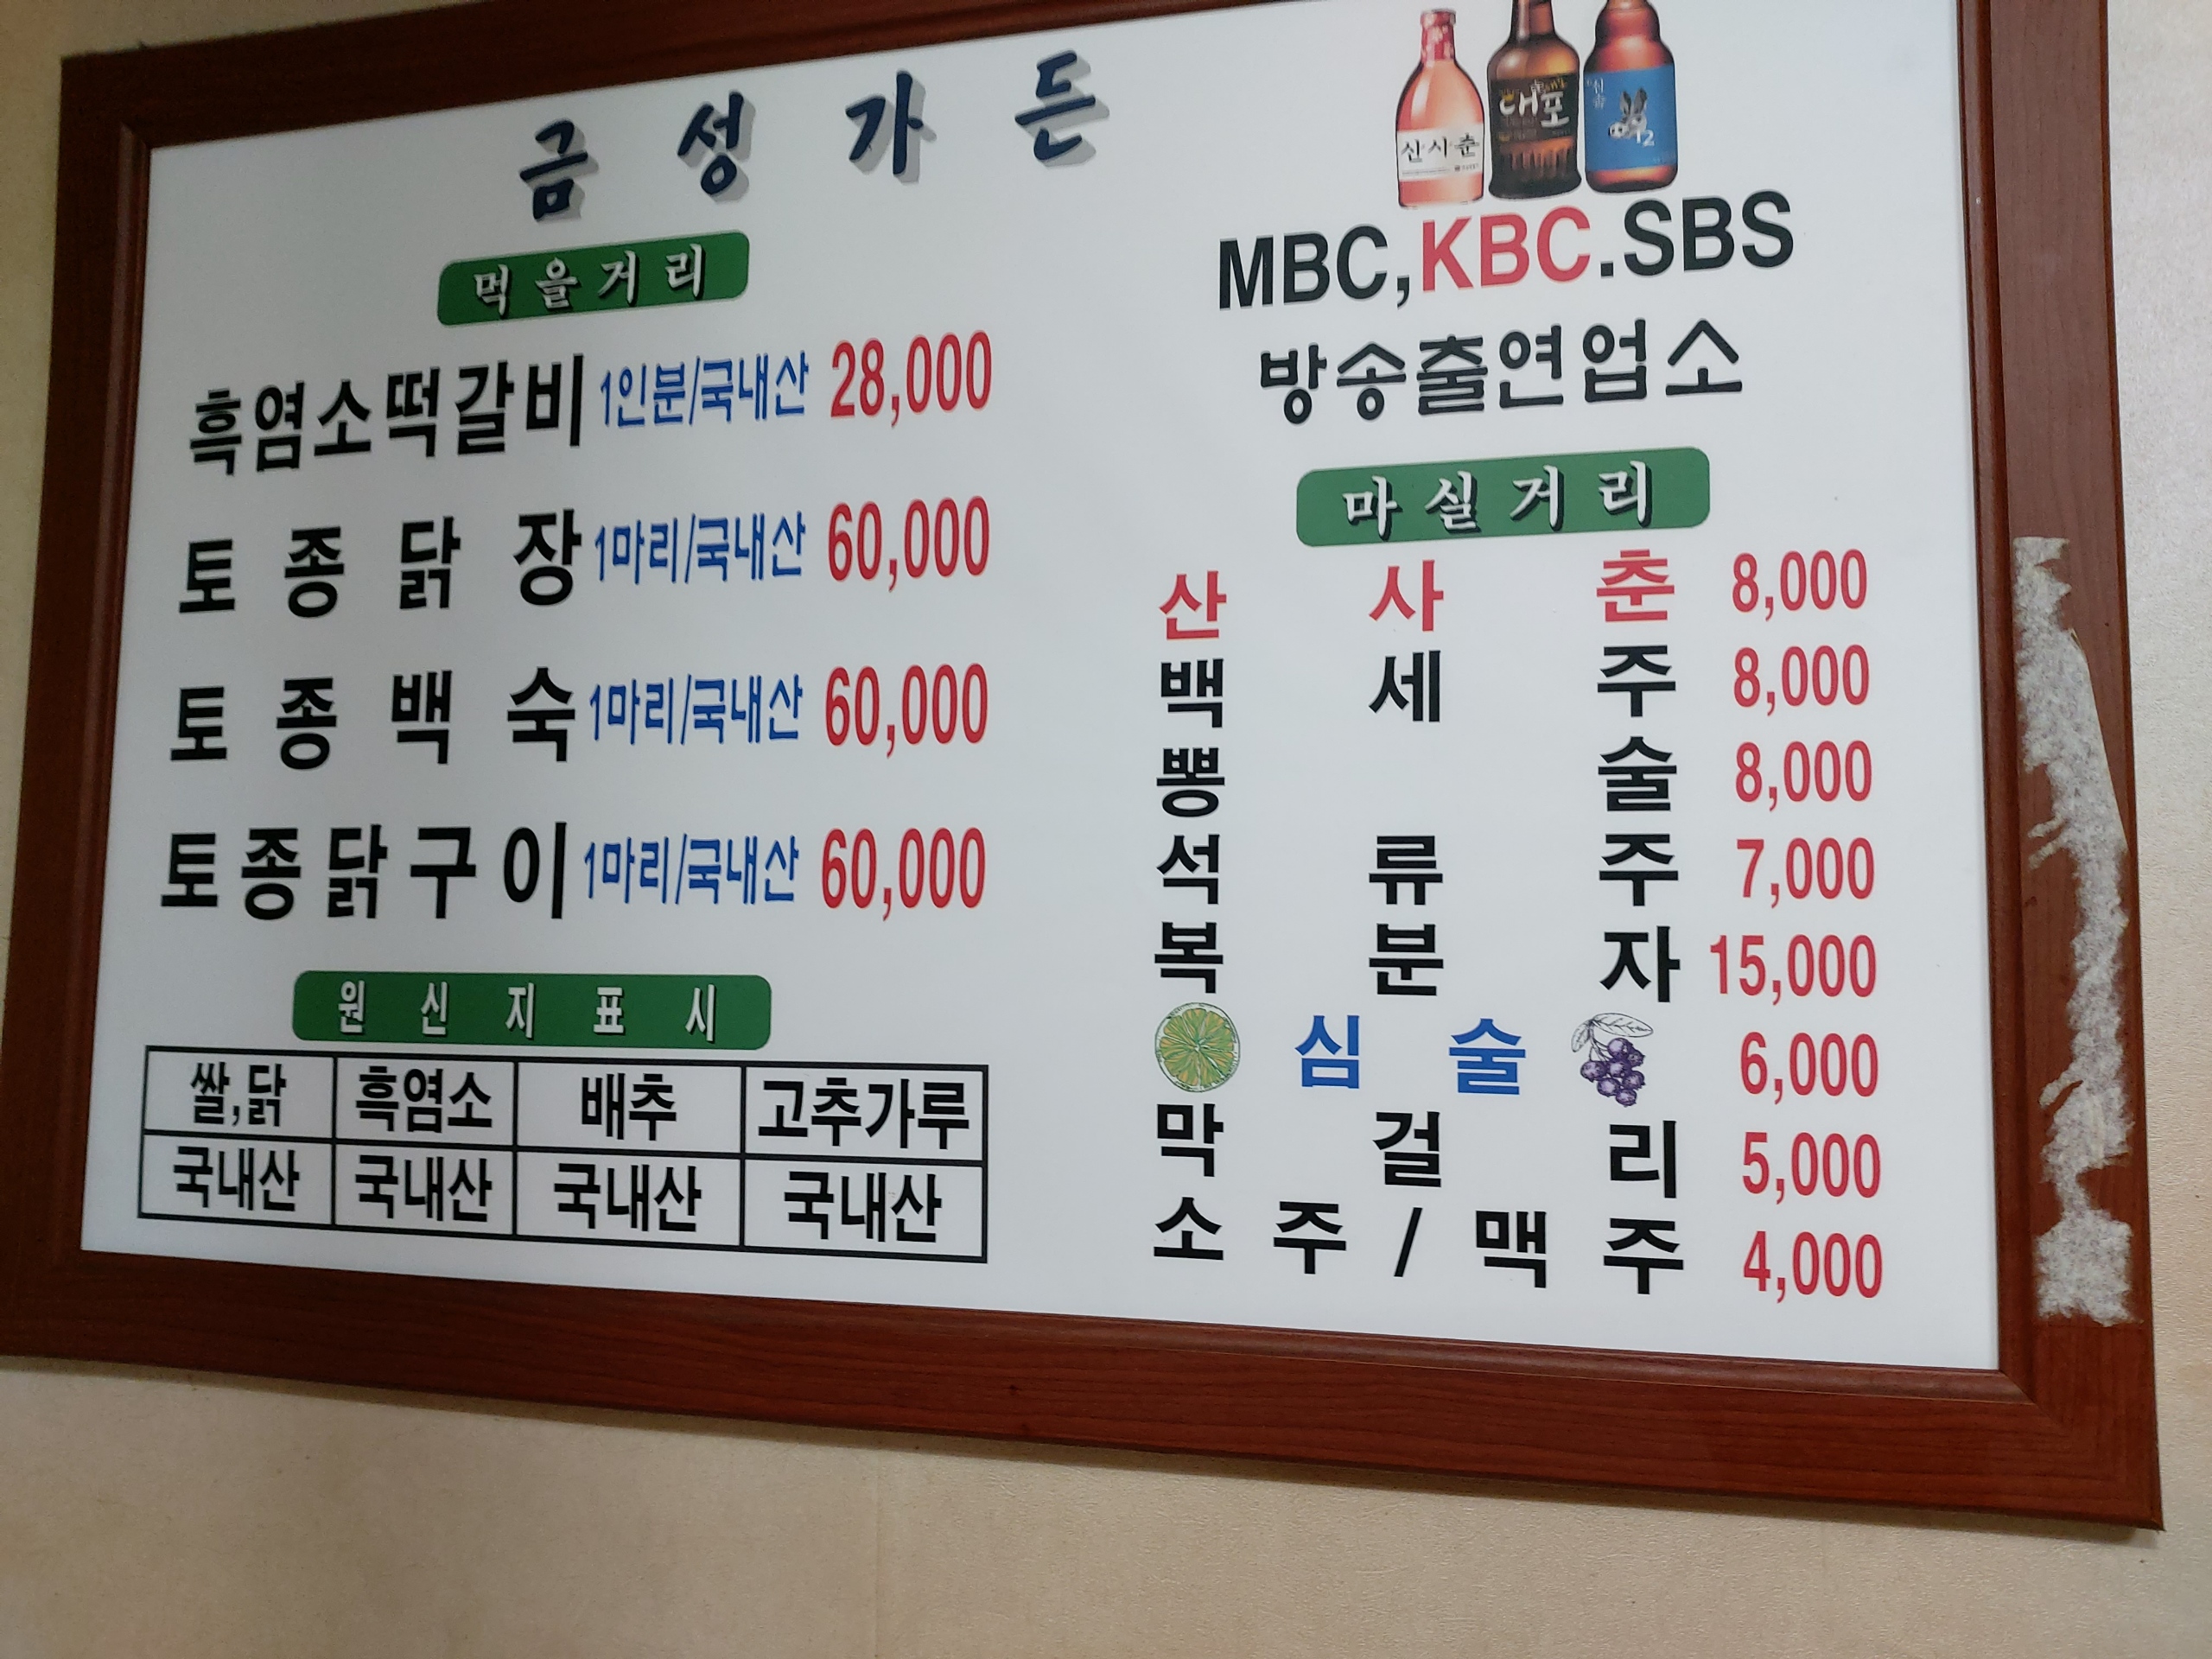 금성가든
먹을거리
흑염소떡갈비 1인분/국내산 28,000
토종닭장 1마리/국내산 60,000
토종백숙 1마리/국내산 60,000
토종닭구이 1마리/국내산 60,000
원신지표시
쌀,닭 흑염소 배추 고추가루
국내산 국내산 국내산 국내산
산사춘 대포
MBC,KBC.SBS
방송출연업소
마실거리
산사춘 8,000
백세주 8,000
뽕술 8,000
석류주 7,000
복분자 15,000
심술 6,000
막걸리 5,000
소주/맥주 4,000